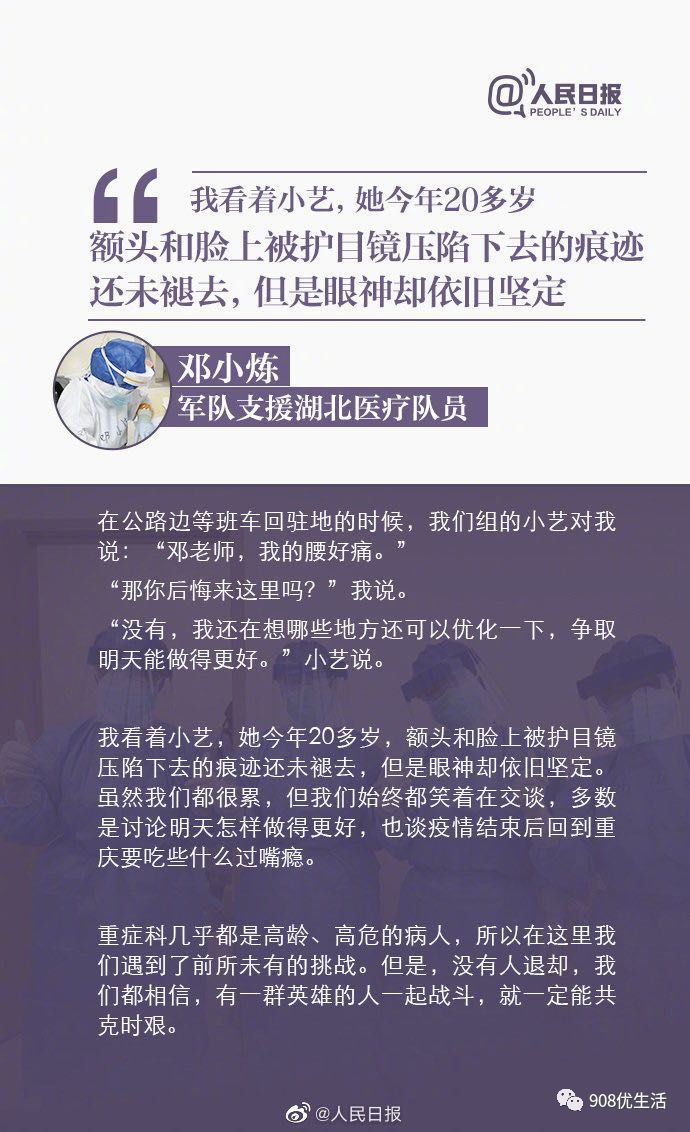 @人民日报
PEOPLE'S DAILY
“ 我看着小艺，她今年20多岁
额头和脸上被护目镜压陷下去的痕迹
还未褪去，但是眼神却依旧坚定
邓小炼
军队支援湖北医疗队员
在公路边等班车回驻地的时候，我们组的小艺对我
说：“邓老师，我的腰好痛。”
“那你后悔来这里吗？”我说。
“没有，我还在想哪些地方还可以优化一下，争取
明天能做得更好。”小艺说。
我看着小艺，她今年20多岁，额头和脸上被护目镜
压陷下去的痕迹还未褪去，但是眼神却依旧坚定。
虽然我们都很累，但我们始终都笑着在交谈，多数
是讨论明天怎样做得更好，也谈疫情结束后回到重
庆要吃些什么过嘴瘾。
重症科几乎都是高龄、高危的病人，所以在这里我
们遇到了前所未有的挑战。但是，没有人退却，我
们都相信，有一群英雄的人一起战斗，就一定能共
克时艰。
@人民日报
908优生活